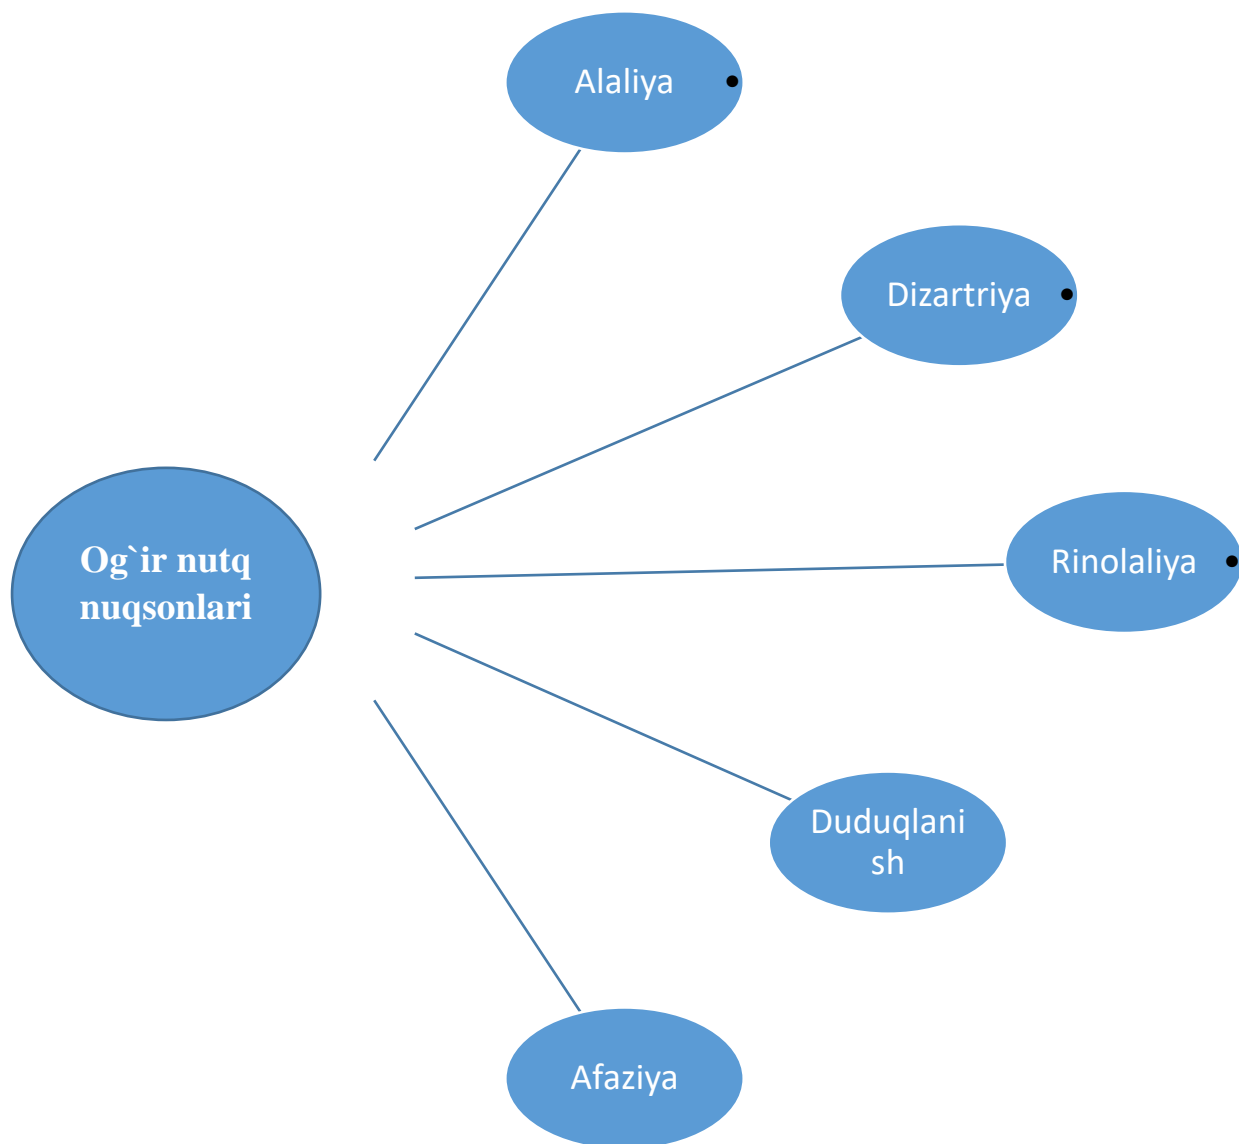 Alaliya
Dizartriya
Og`ir nutq
nuqsonlari
Rinolaliya
Duduqlani
sh
Afaziya